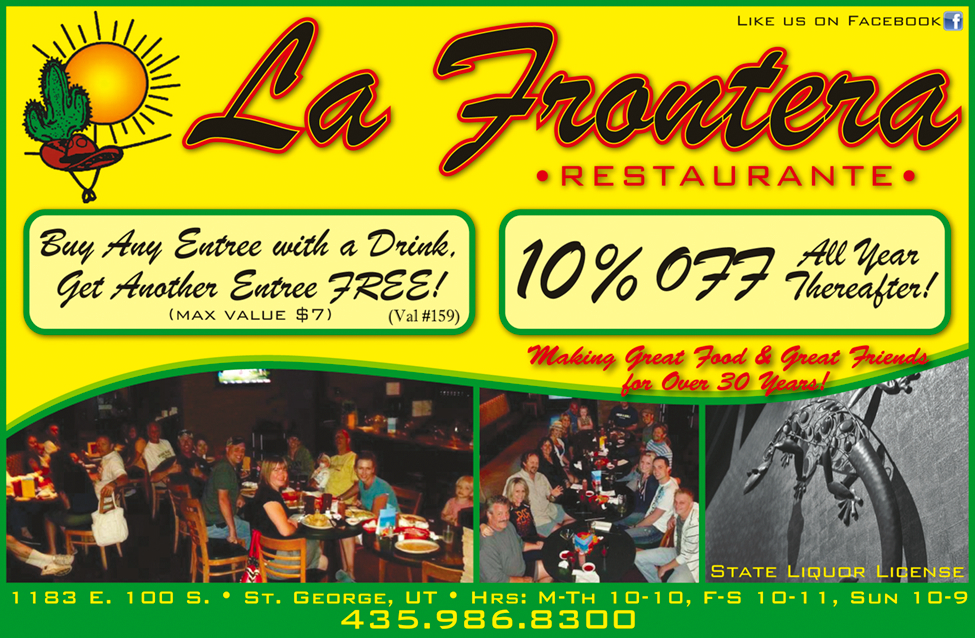 Like us on Facebook
La Frontera
• RESTAURANTE •
Buy Any Entree with a Drink,
Get Another Entree FREE!
(max value $7) (Val #159)
10% OFF All Year
Thereafter!
Making Great Food & Great Friends
for Over 30 Years!
State Liquor License
1183 E. 100 S. • St. George, UT • Hrs: M-Th 10-10, F-S 10-11, Sun 10-9
435.986.8300